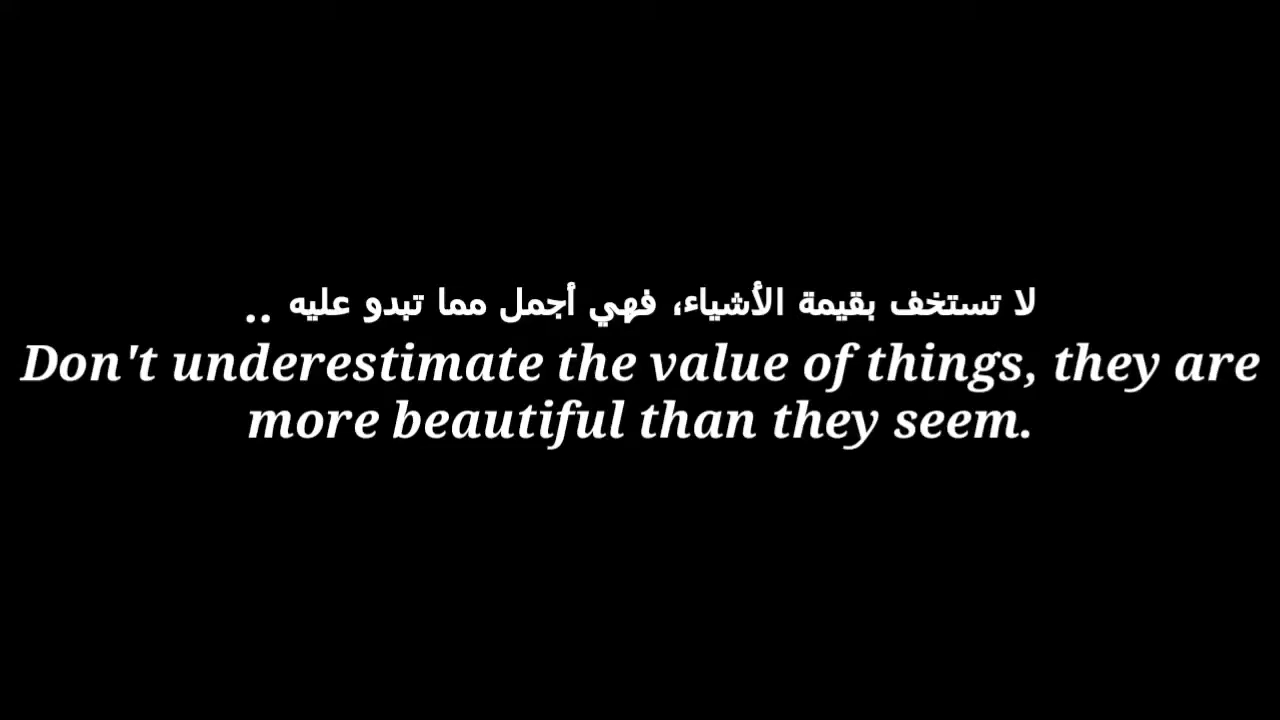 لا تستخف بقيمة الأشياء، فهي أجمل مما تبدو عليه ..
Don't underestimate the value of things, they are
more beautiful than they seem.